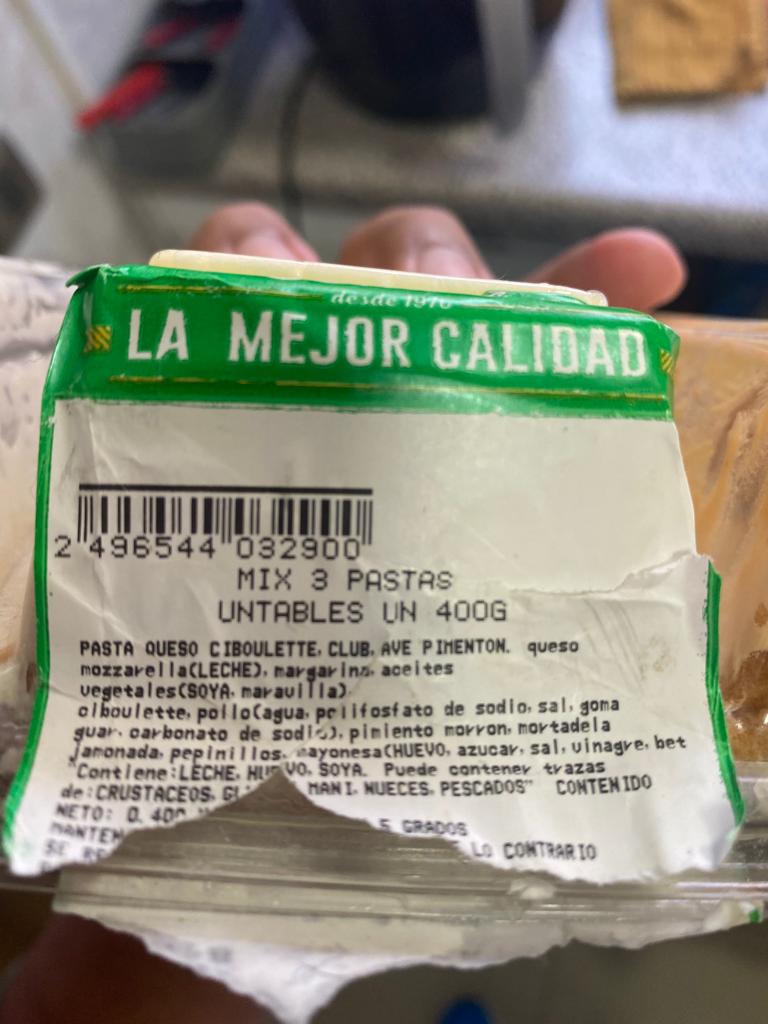 desde 1976
LA MEJOR CALIDAD
2 496544 032900
MIX 3 PASTAS
UNTABLES UN 400G
PASTA QUESO CIBOULETTE, CLUB, AVE PIMENTON. queso
mozzarella(LECHE), margarina, aceites
vegetales(SOYA, maravilla)
ciboulette, pollo(agua, polifosfato de sodio, sal, goma
guar, carbonato de sodio), pimiento morron, mortadela
jamonada, pepinillos, mayonesa(HUEVO, azucar, sal, vinagre, bet
"Contiene:LECHE, HUEVO, SOYA. Puede contener trazas
de:CRUSTACEOS, MANI, NUECES, PESCADOS" CONTENIDO
NETO: 0,400
5 GRADOS
LO CONTRARIO